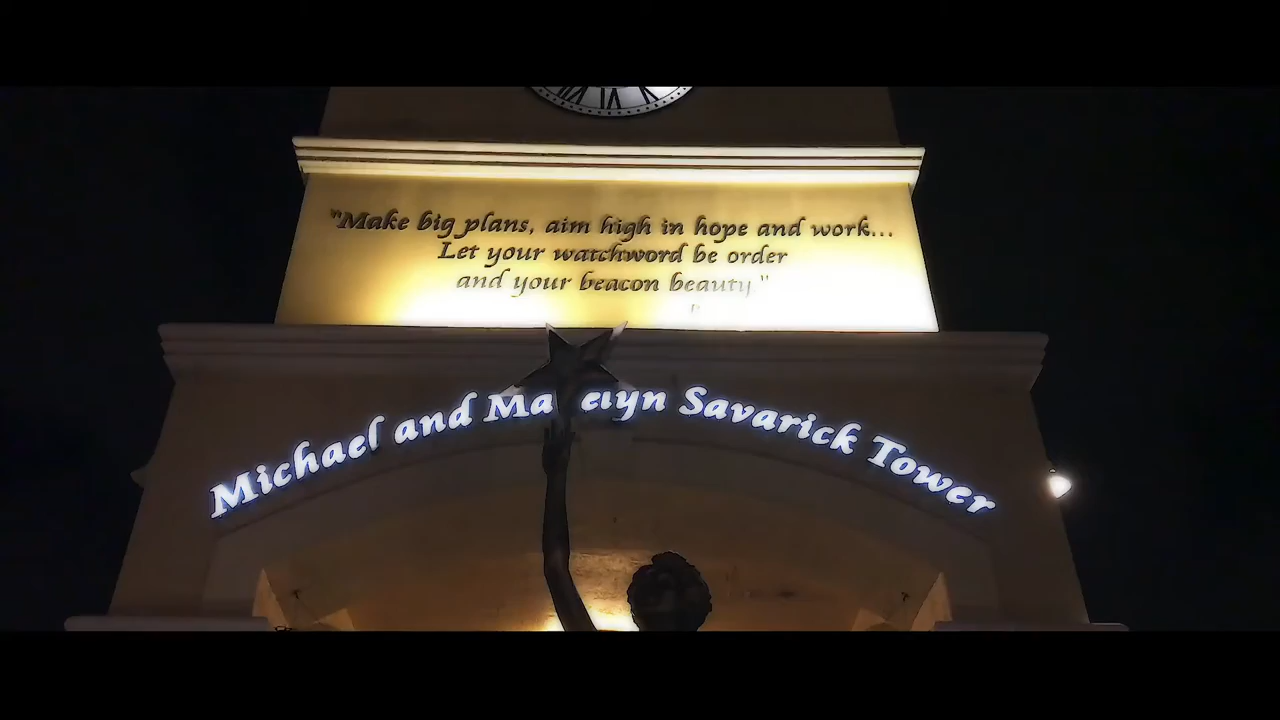 "Make big plans, aim high in hope and work...
Let your watchword be order
and your beacon beauty"
Michael and Savarick Tower